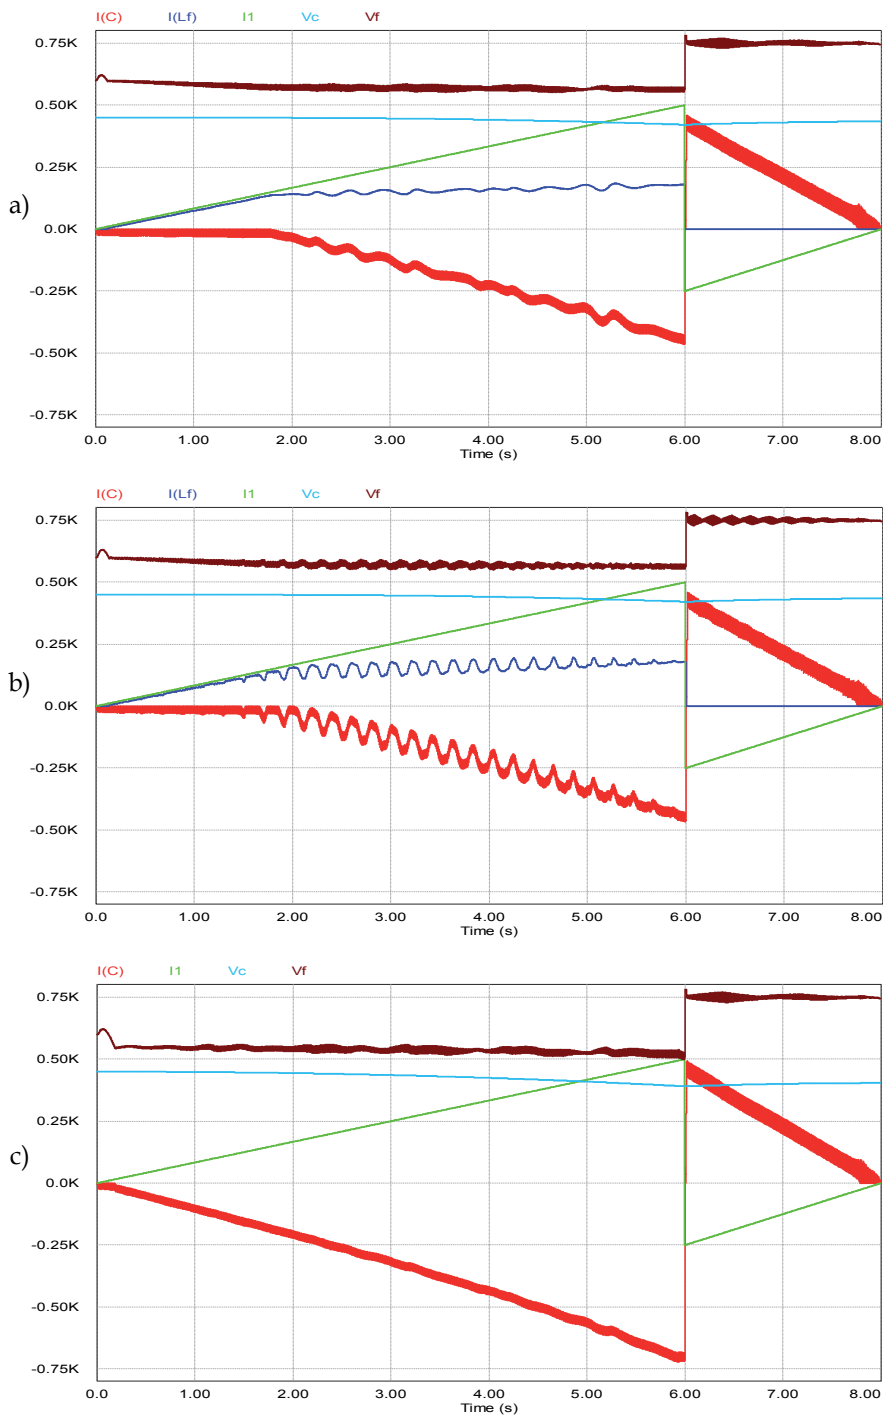 I(C) I(Lf) I1 Vc Vf
0.75K
0.50K
0.25K
a)
0.0K
-0.25K
-0.50K
-0.75K
0.0 1.00 2.00 3.00 4.00 5.00 6.00 7.00 8.00
Time (s)
I(C) I(Lf) I1 Vc Vf
0.75K
0.50K
0.25K
b)
0.0K
-0.25K
-0.50K
-0.75K
0.0 1.00 2.00 3.00 4.00 5.00 6.00 7.00 8.00
Time (s)
I(C) I1 Vc Vf
0.75K
0.50K
0.25K
c)
0.0K
-0.25K
-0.50K
-0.75K
0.0 1.00 2.00 3.00 4.00 5.00 6.00 7.00 8.00
Time (s)